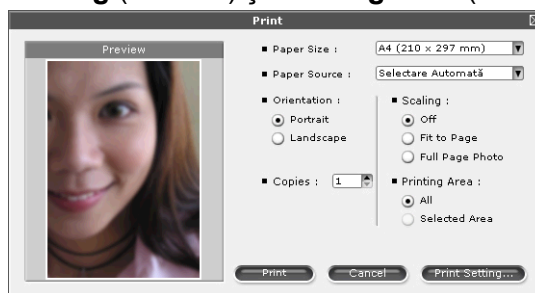 Print
Preview
Paper Size :
A4 (210 x 297 mm)
Paper Source :
Selectare Automată
Orientation :
Portrait
Landscape
Scaling :
Off
Fit to Page
Full Page Photo
Copies :
1
Printing Area :
All
Selected Area
Print
Cancel
Print Setting...